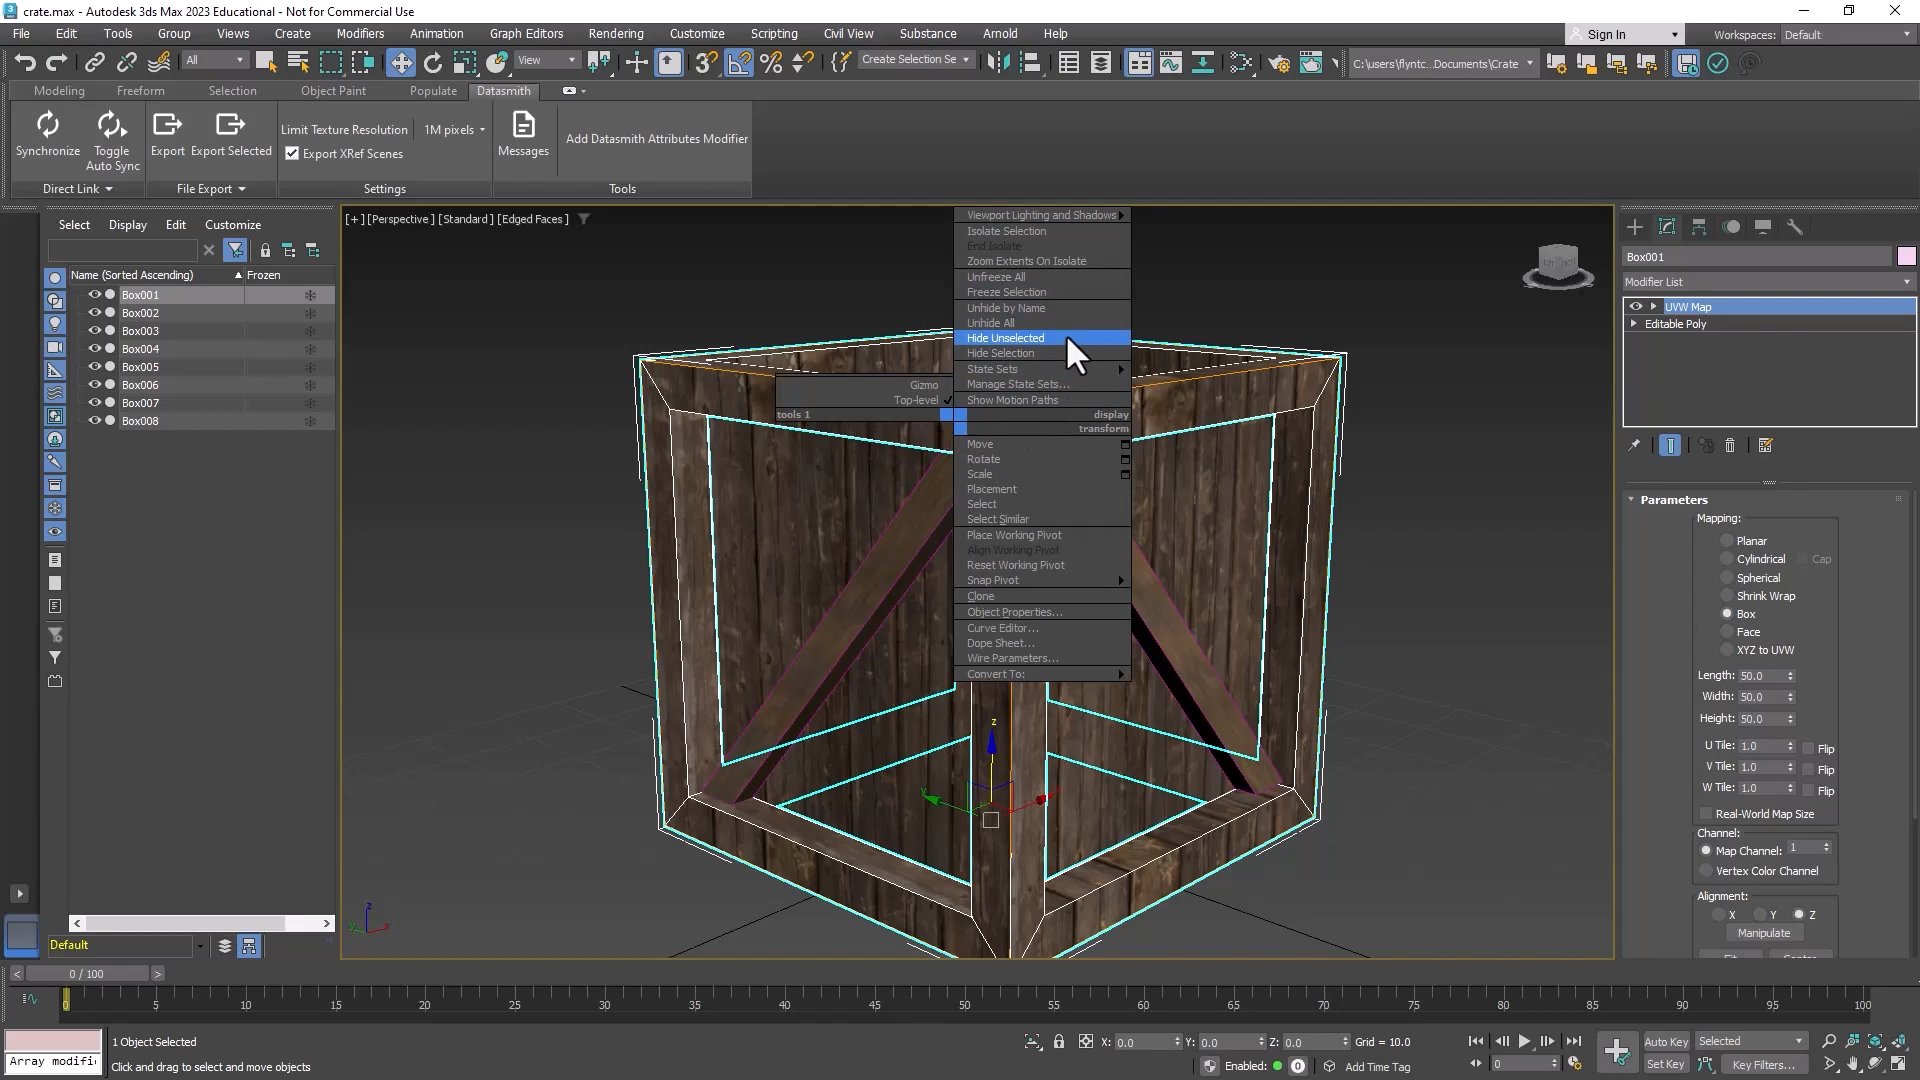 crate.max - Autodesk 3ds Max 2023 Educational - Not for Commercial Use
File Edit Tools Group Views Create Modifiers Animation Graph Editors Rendering Customize Scripting Civil View Substance Arnold Help
Sign In Workspaces: Default
All View Create Selection Se C:\users\flyntc...Documents\Crate
Modeling Freeform Selection Object Paint Populate Datasmith
Synchronize Toggle Auto Sync
Export Export Selected
Limit Texture Resolution 1M pixels
Export XRef Scenes
Messages
Add Datasmith Attributes Modifier
Direct Link File Export Settings Tools
Select Display Edit Customize
Name (Sorted Ascending) Frozen
Box001
Box002
Box003
Box004
Box005
Box006
Box007
Box008
Default
[+] [Perspective] [Standard] [Edged Faces]
Viewport Lighting and Shadows
Isolate Selection
End Isolate
Zoom Extents On Isolate
Unfreeze All
Freeze Selection
Unhide by Name
Unhide All
Hide Unselected
Hide Selection
State Sets
Manage State Sets...
Show Motion Paths
Gizmo
Top-level
tools 1 display
transform
Move
Rotate
Scale
Placement
Select
Select Similar
Place Working Pivot
Align Working Pivot
Reset Working Pivot
Snap Pivot
Clone
Object Properties...
Curve Editor...
Dope Sheet...
Wire Parameters...
Convert To:
z
y
z
y x
Box001
Modifier List
UVW Map
Editable Poly
Parameters
Mapping:
Planar
Cylindrical Cap
Spherical
Shrink Wrap
Box
Face
XYZ to UVW
Length: 50.0
Width: 50.0
Height: 50.0
U Tile: 1.0 Flip
V Tile: 1.0 Flip
W Tile: 1.0 Flip
Real-World Map Size
Channel:
Map Channel: 1
Vertex Color Channel
Alignment:
X Y Z
Manipulate
< 0 / 100 >
0 5 10 15 20 25 30 35 40 45 50 55 60 65 70 75 80 85 90 95 100
1 Object Selected
Array modifi
Click and drag to select and move objects
X: 0.0 Y: 0.0 Z: 0.0 Grid = 10.0
Enabled: 0 Add Time Tag
0
Auto Key Selected
Set Key Key Filters...